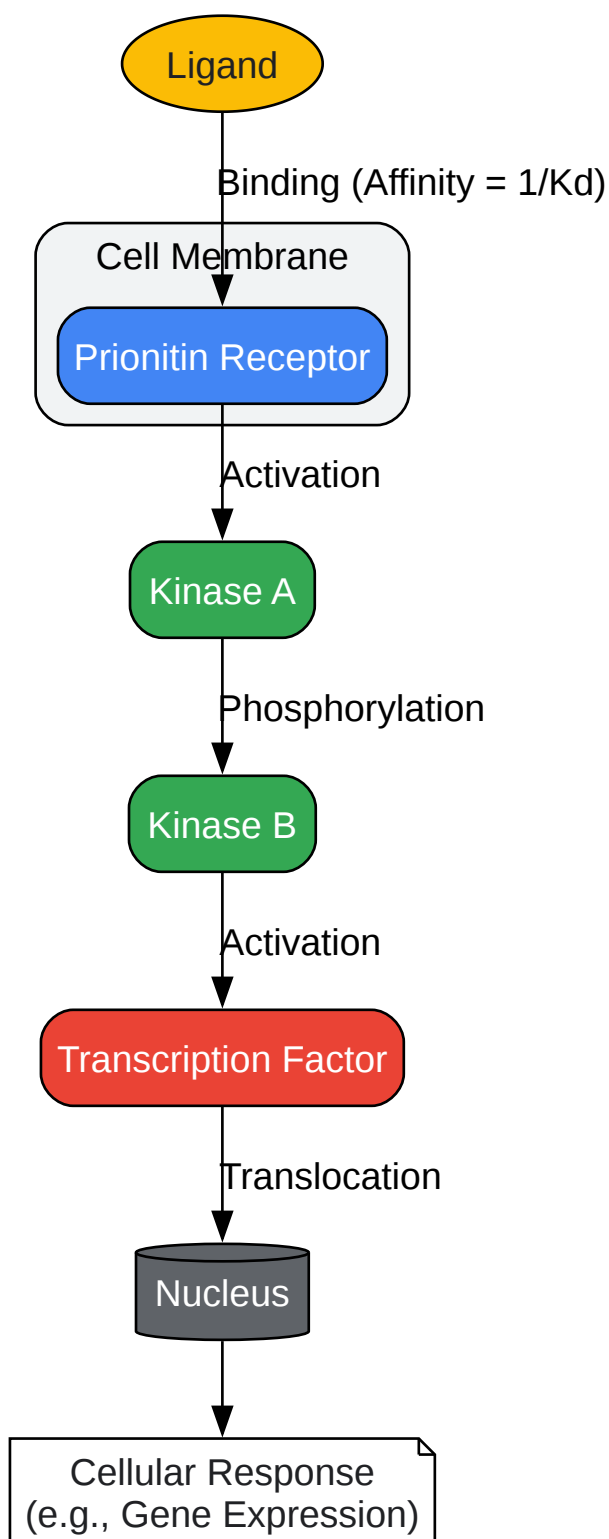 Ligand
Binding (Affinity = 1/Kd)
Cell Membrane
Prionitin Receptor
Activation
Kinase A
Phosphorylation
Kinase B
Activation
Transcription Factor
Translocation
Nucleus
Cellular Response
(e.g., Gene Expression)